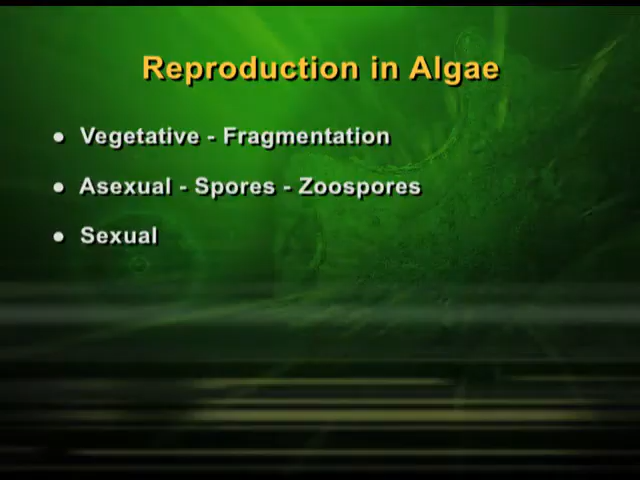 Reproduction in Algae
• Vegetative - Fragmentation
• Asexual - Spores - Zoospores
• Sexual